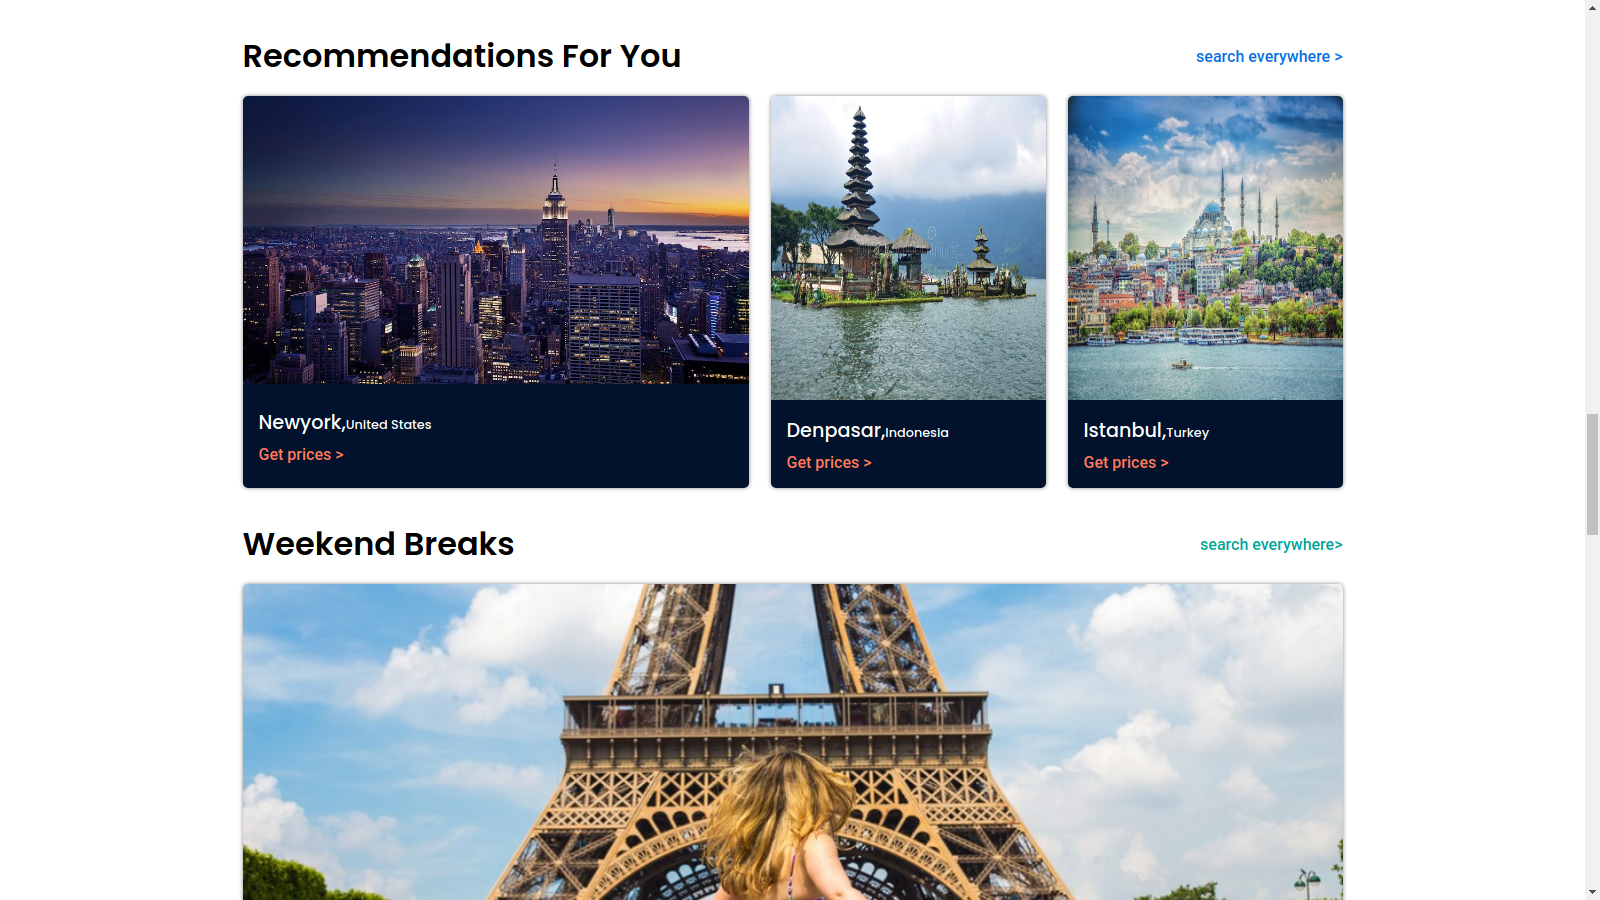 Recommendations For You
search everywhere >
Newyork,United States
Get prices >
Denpasar,Indonesia
Get prices >
Istanbul,Turkey
Get prices >
Weekend Breaks
search everywhere>